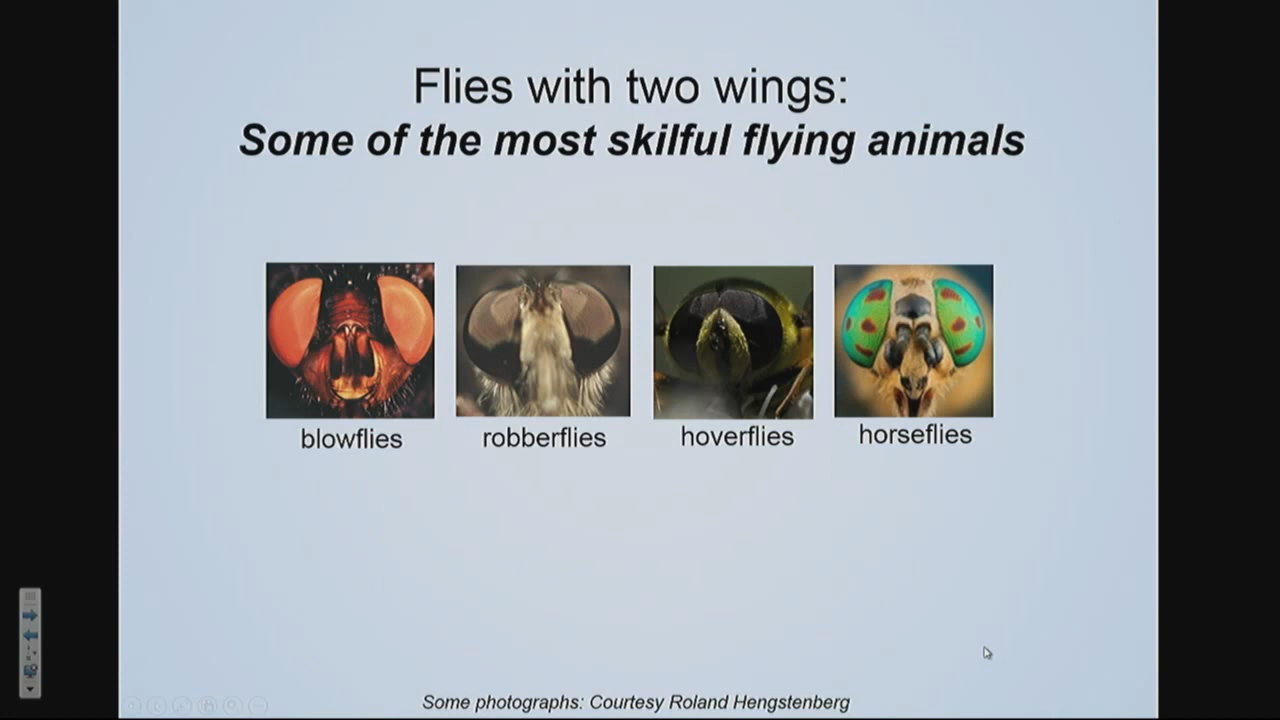 Flies with two wings:
Some of the most skilful flying animals
blowflies robberflies hoverflies horseflies
Some photographs: Courtesy Roland Hengstenberg